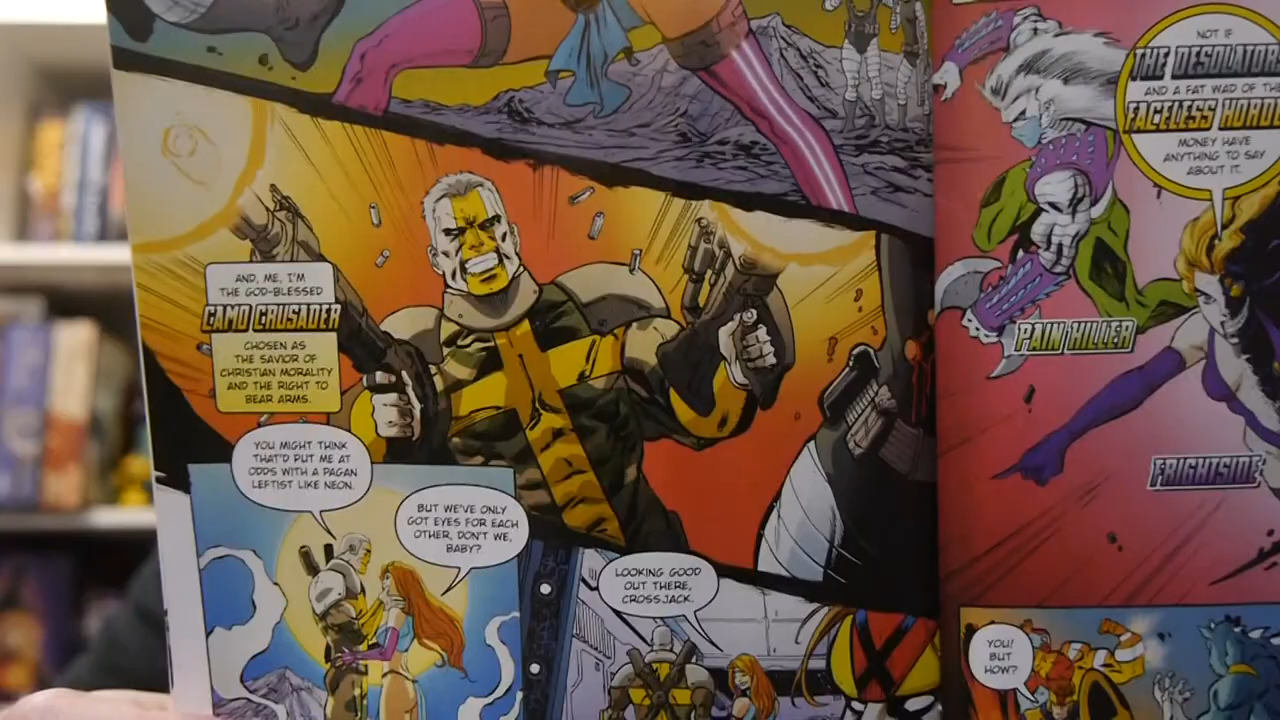 AND, ME, I'M
THE GOD-BLESSED
CAMO CRUSADER
CHOSEN AS
THE SAVIOR OF
CHRISTIAN MORALITY
AND THE RIGHT TO
BEAR ARMS.
YOU MIGHT THINK
THAT'D PUT ME AT
ODDS WITH A PAGAN
LEFTIST LIKE NEON.
BUT WE'VE ONLY
GOT EYES FOR EACH
OTHER, DON'T WE,
BABY?
LOOKING GOOD
OUT THERE,
CROSSJACK.
NOT IF
THE DESOLATORS
AND A FAT WAD OF THE
FACELESS HORDE
MONEY HAVE
ANYTHING TO SAY
ABOUT IT.
PAIN KILLER
FRIGHTSIDE
YOU!
BUT
HOW?